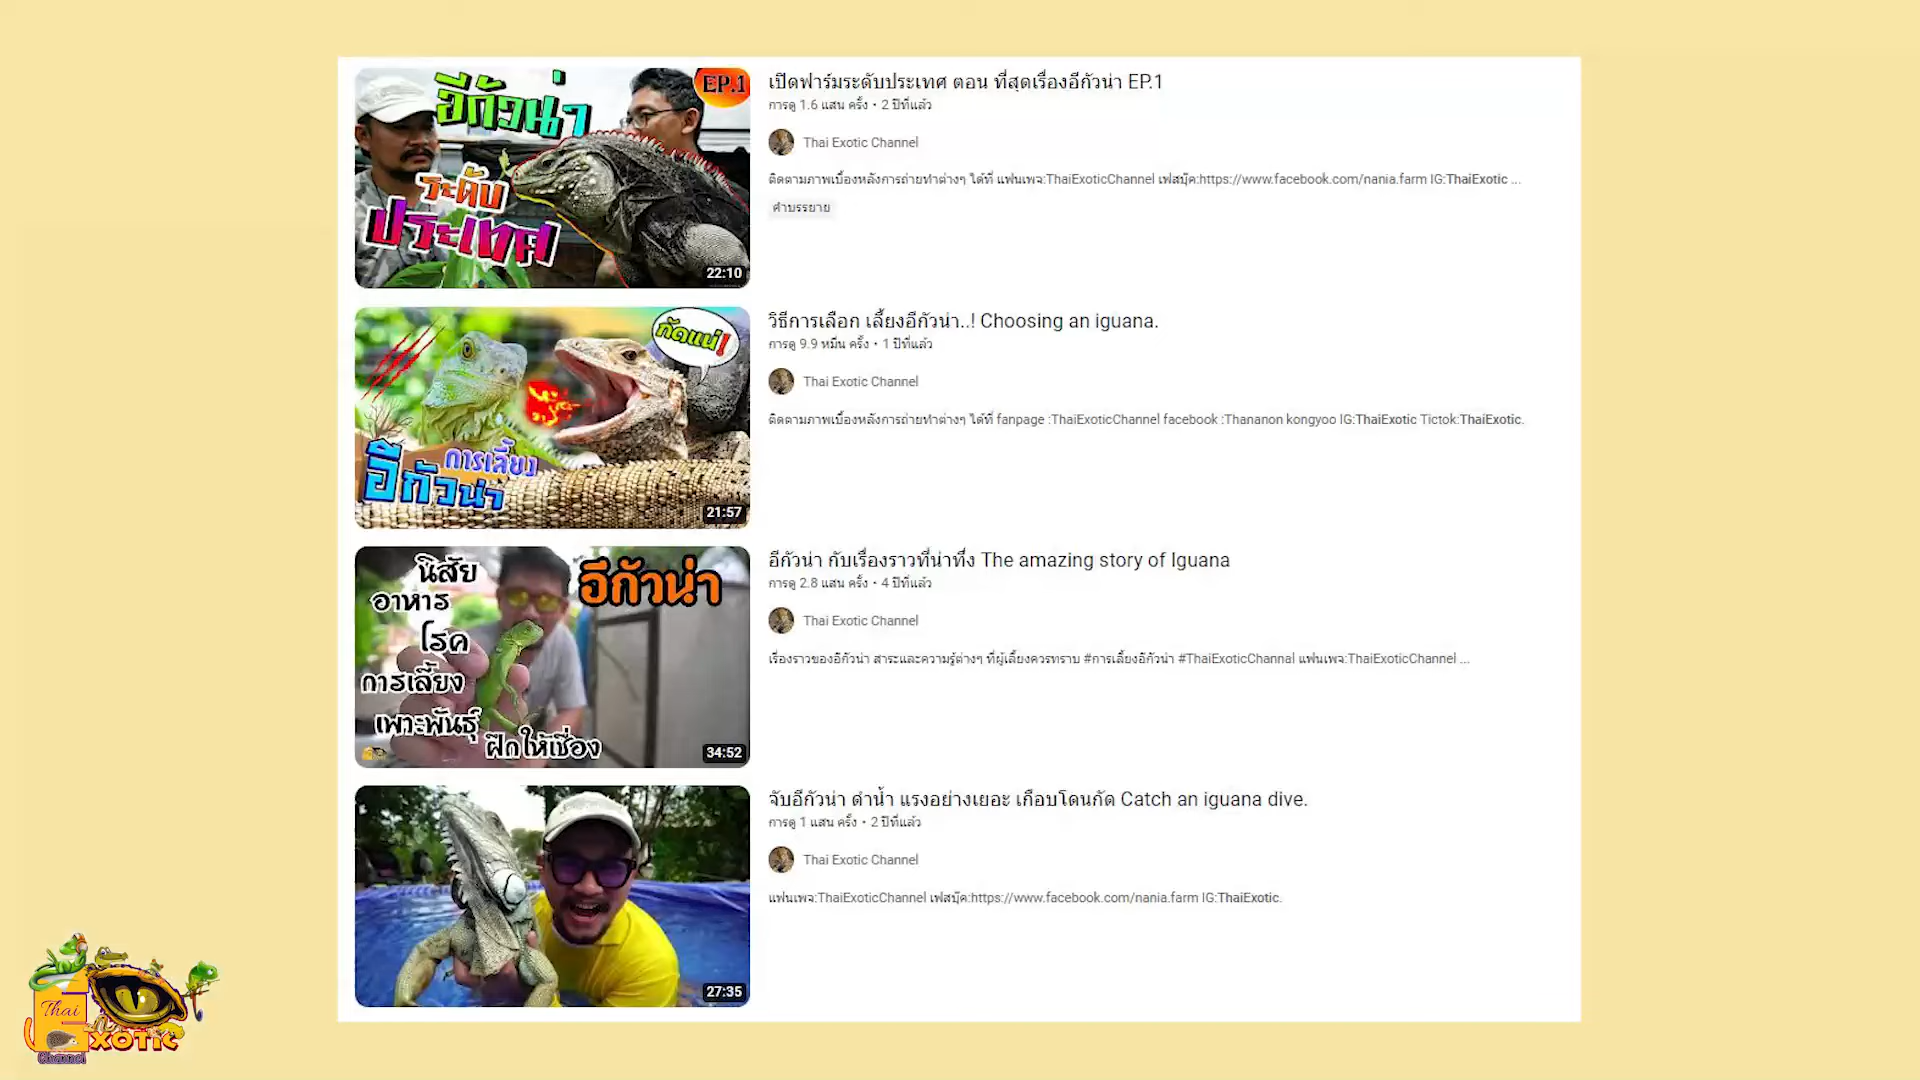 อีกัวน่า
EP.1
ระดับ
ประเทศ
22:10
เปิดฟาร์มระดับประเทศ ตอน ที่สุดเรื่องอีกัวน่า EP.1
การดู 1.6 แสน ครั้ง • 2 ปีที่แล้ว
Thai Exotic Channel
ติดตามภาพเบื้องหลังการถ่ายทำต่างๆ ได้ที่ แฟนเพจ:ThaiExoticChannel เฟสบุ๊ค:https://www.facebook.com/nania.farm IG:ThaiExotic ...
คำบรรยาย
กัดแน่!
การเลี้ยง
อีกัวน่า
21:57
วิธีการเลือก เลี้ยงอีกัวน่า..! Choosing an iguana.
การดู 9.9 หมื่น ครั้ง • 1 ปีที่แล้ว
Thai Exotic Channel
ติดตามภาพเบื้องหลังการถ่ายทำต่างๆ ได้ที่ fanpage :ThaiExoticChannel facebook :Thananon kongyoo IG:ThaiExotic Tictok:ThaiExotic.
นิสัย
อีกัวน่า
อาหาร
โรค
การเลี้ยง
เพาะพันธุ์
ฝึกให้เชื่อง
34:52
อีกัวน่า กับเรื่องราวที่น่าทึ่ง The amazing story of Iguana
การดู 2.8 แสน ครั้ง • 4 ปีที่แล้ว
Thai Exotic Channel
เรื่องราวของอีกัวน่า สาระและความรู้ต่างๆ ที่ผู้เลี้ยงควรทราบ #การเลี้ยงอีกัวน่า #ThaiExoticChannal แฟนเพจ:ThaiExoticChannel ...
27:35
จับอีกัวน่า ดำน้ำ แรงอย่างเยอะ เกือบโดนกัด Catch an iguana dive.
การดู 1 แสน ครั้ง • 2 ปีที่แล้ว
Thai Exotic Channel
แฟนเพจ:ThaiExoticChannel เฟสบุ๊ค:https://www.facebook.com/nania.farm IG:ThaiExotic.
Thai
EXOTIC
Channel